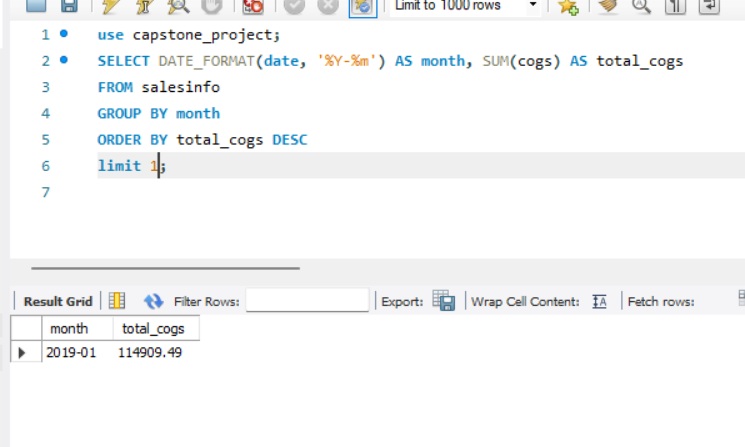 Limit to 1000 rows
1 use capstone_project;
2 SELECT DATE_FORMAT(date, '%Y-%m') AS month, SUM(cogs) AS total_cogs
3 FROM salesinfo
4 GROUP BY month
5 ORDER BY total_cogs DESC
6 limit 1;
7
Result Grid Filter Rows: Export: Wrap Cell Content: IA Fetch rows:
month total_cogs
2019-01 114909.49